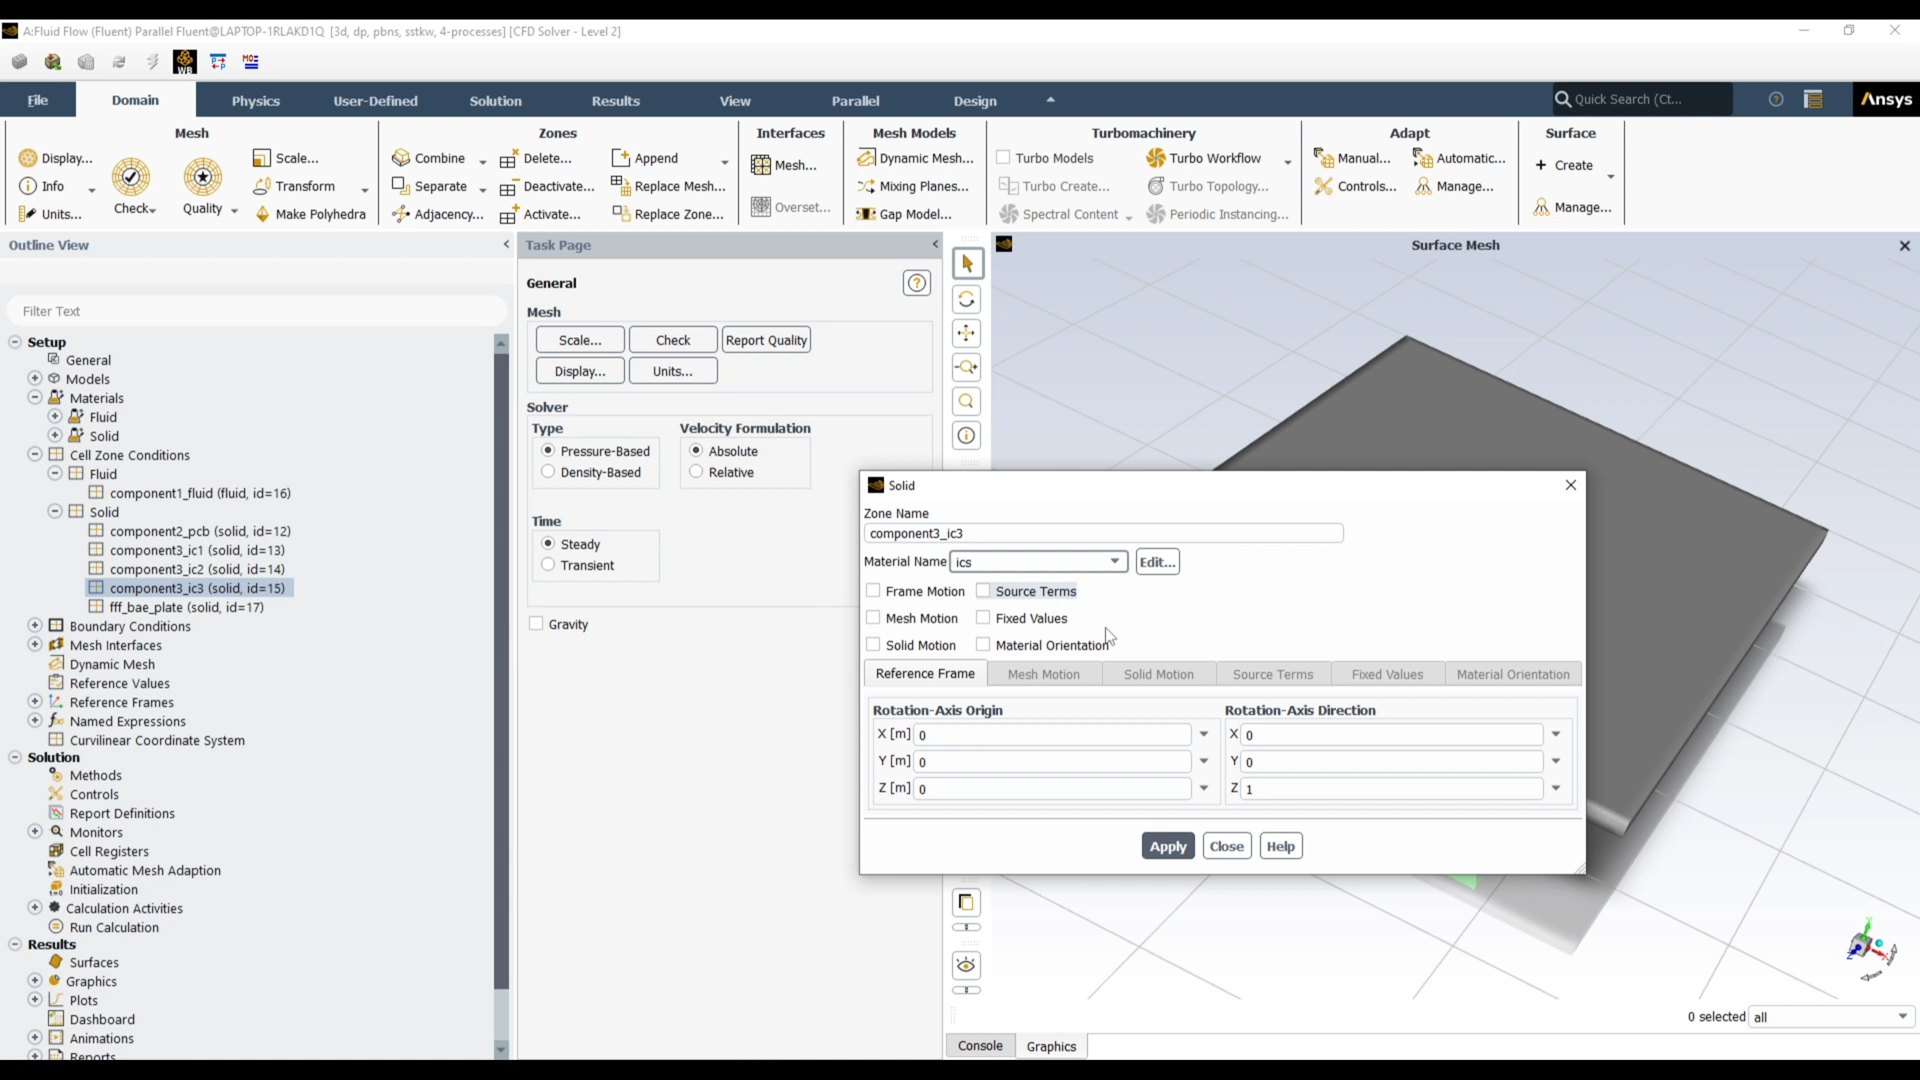 A:Fluid Flow (Fluent) Parallel Fluent@LAPTOP-1RLAKD1Q [3d, dp, pbns, sstkw, 4-processes] [CFD Solver - Level 2]
WB
File Domain Physics User-Defined Solution Results View Parallel Design Quick Search (Ct... Ansys
Mesh Zones Interfaces Mesh Models Turbomachinery Adapt Surface
Display... Scale... Combine Delete... Append Mesh... Dynamic Mesh... Turbo Models Turbo Workflow Manual... Automatic... + Create
Info Transform Separate Deactivate... Replace Mesh... Mixing Planes... Turbo Create... Turbo Topology... Controls... Manage...
Units... Check Quality Make Polyhedra Adjacency... Activate... Replace Zone... Overset... Gap Model... Spectral Content Periodic Instancing... Manage...
Outline View
Filter Text
Setup
General
Models
Materials
Fluid
Solid
Cell Zone Conditions
Fluid
component1_fluid (fluid, id=16)
Solid
component2_pcb (solid, id=12)
component3_ic1 (solid, id=13)
component3_ic2 (solid, id=14)
component3_ic3 (solid, id=15)
fff_bae_plate (solid, id=17)
Boundary Conditions
Mesh Interfaces
Dynamic Mesh
Reference Values
Reference Frames
Named Expressions
Curvilinear Coordinate System
Solution
Methods
Controls
Report Definitions
Monitors
Cell Registers
Automatic Mesh Adaption
Initialization
Calculation Activities
Run Calculation
Results
Surfaces
Graphics
Plots
Dashboard
Animations
Reports
Task Page
General
Mesh
Scale... Check Report Quality
Display... Units...
Solver
Type Velocity Formulation
Pressure-Based Absolute
Density-Based Relative
Time
Steady
Transient
Gravity
Surface Mesh
Solid
Zone Name
component3_ic3
Material Name ics Edit...
Frame Motion Source Terms
Mesh Motion Fixed Values
Solid Motion Material Orientation
Reference Frame Mesh Motion Solid Motion Source Terms Fixed Values Material Orientation
Rotation-Axis Origin Rotation-Axis Direction
X [m] 0 X 0
Y [m] 0 Y 0
Z [m] 0 Z 1
Apply Close Help
0 selected all
Console Graphics